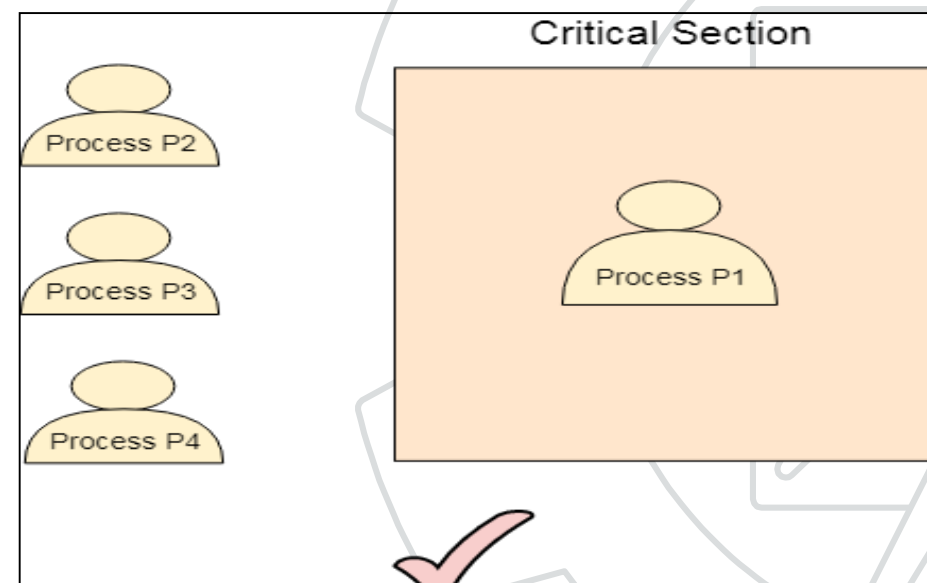 Critical Section
Process P2
Process P1
Process P3
Process P4